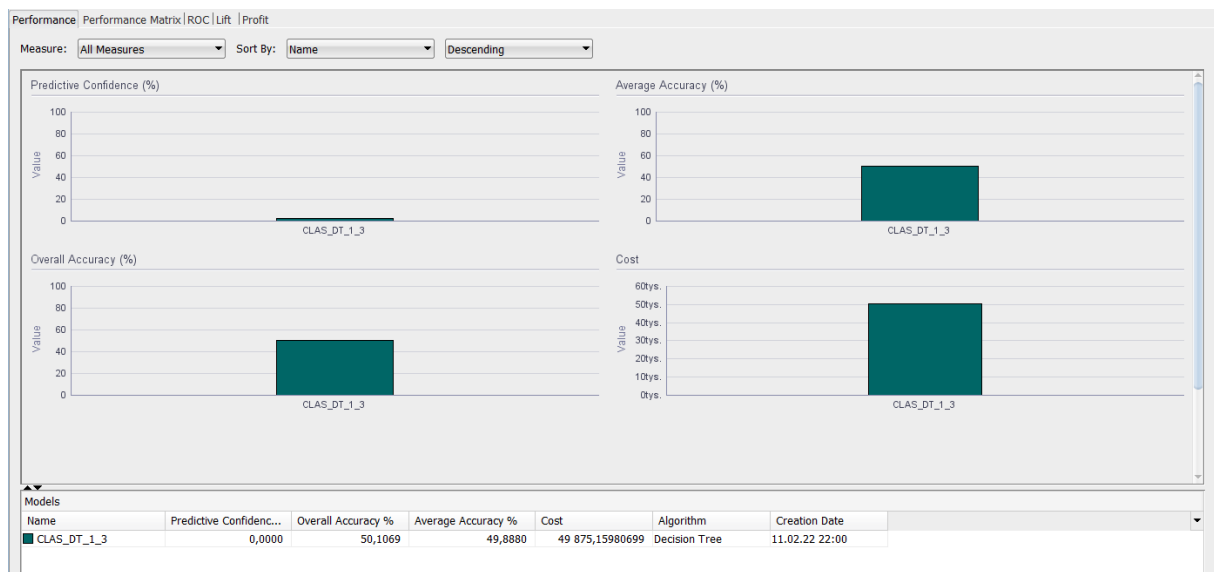 Performance Performance Matrix ROC Lift Profit
Measure: All Measures Sort By: Name Descending
Predictive Confidence (%)
100
80
60
40
20
0
Value
CLAS_DT_1_3
Average Accuracy (%)
100
80
60
40
20
0
Value
CLAS_DT_1_3
Overall Accuracy (%)
100
80
60
40
20
0
Value
CLAS_DT_1_3
Cost
60tys.
50tys.
40tys.
30tys.
20tys.
10tys.
0tys.
Value
CLAS_DT_1_3
Models
Name Predictive Confidenc... Overall Accuracy % Average Accuracy % Cost Algorithm Creation Date
CLAS_DT_1_3 0,0000 50,1069 49,8880 49 875,15980699 Decision Tree 11.02.22 22:00